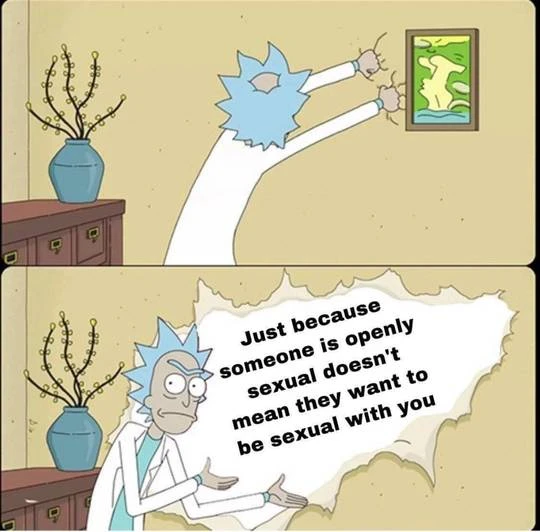 Just because
someone is openly
sexual doesn't
mean they want to
be sexual with you